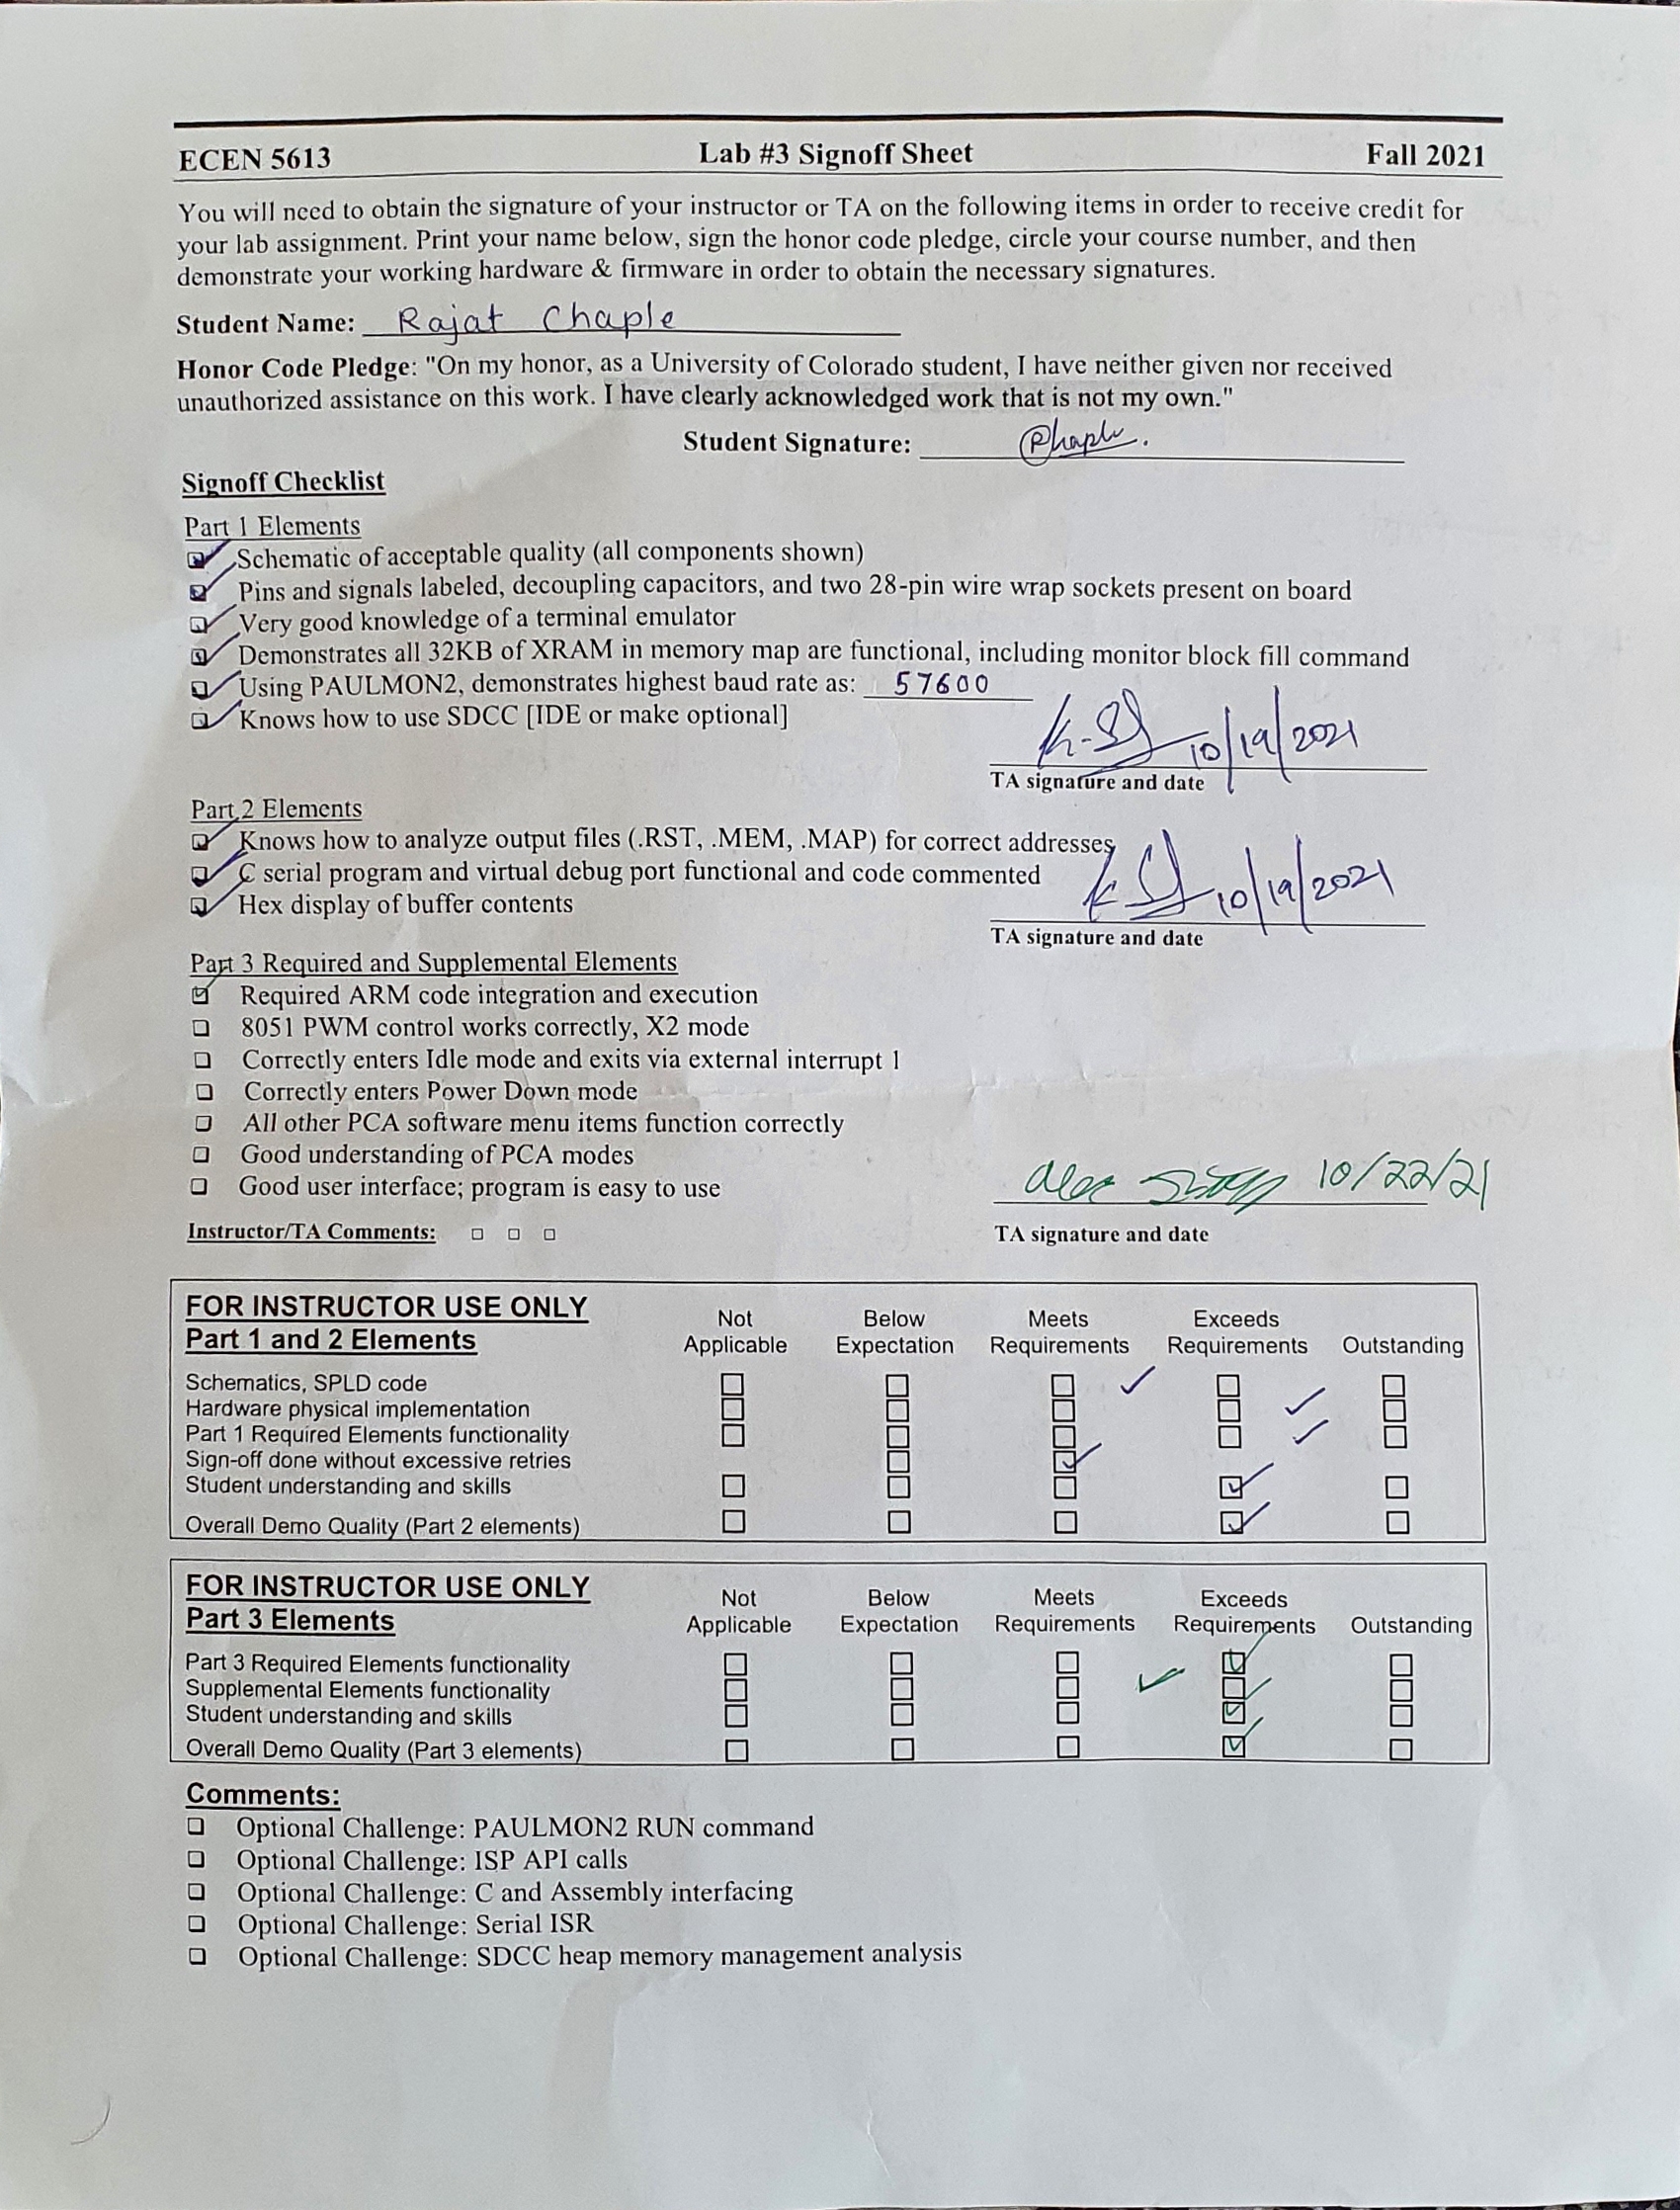 ECEN 5613 Lab #3 Signoff Sheet Fall 2021
You will need to obtain the signature of your instructor or TA on the following items in order to receive credit for
your lab assignment. Print your name below, sign the honor code pledge, circle your course number, and then
demonstrate your working hardware & firmware in order to obtain the necessary signatures.
Student Name: Rajat Chaple
Honor Code Pledge: "On my honor, as a University of Colorado student, I have neither given nor received
unauthorized assistance on this work. I have clearly acknowledged work that is not my own."
Student Signature:
Signoff Checklist
Part 1 Elements
Schematic of acceptable quality (all components shown)
Pins and signals labeled, decoupling capacitors, and two 28-pin wire wrap sockets present on board
Very good knowledge of a terminal emulator
Demonstrates all 32KB of XRAM in memory map are functional, including monitor block fill command
Using PAULMON2, demonstrates highest baud rate as: 57600
Knows how to use SDCC [IDE or make optional]
10/19/2021
TA signature and date
Part 2 Elements
Knows how to analyze output files (.RST, .MEM, .MAP) for correct addresses
C serial program and virtual debug port functional and code commented
10/19/2021
Hex display of buffer contents
TA signature and date
Part 3 Required and Supplemental Elements
Required ARM code integration and execution
8051 PWM control works correctly, X2 mode
Correctly enters Idle mode and exits via external interrupt 1
Correctly enters Power Down mode
All other PCA software menu items function correctly
Good understanding of PCA modes
Good user interface; program is easy to use
10/22/21
Instructor/TA Comments:
TA signature and date
FOR INSTRUCTOR USE ONLY
Part 1 and 2 Elements
Not Applicable Below Expectation Meets Requirements Exceeds Requirements Outstanding
Schematics, SPLD code
Hardware physical implementation
Part 1 Required Elements functionality
Sign-off done without excessive retries
Student understanding and skills
Overall Demo Quality (Part 2 elements)
FOR INSTRUCTOR USE ONLY
Part 3 Elements
Not Applicable Below Expectation Meets Requirements Exceeds Requirements Outstanding
Part 3 Required Elements functionality
Supplemental Elements functionality
Student understanding and skills
Overall Demo Quality (Part 3 elements)
Comments:
Optional Challenge: PAULMON2 RUN command
Optional Challenge: ISP API calls
Optional Challenge: C and Assembly interfacing
Optional Challenge: Serial ISR
Optional Challenge: SDCC heap memory management analysis